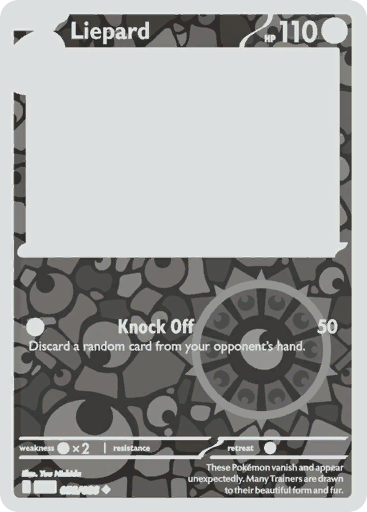 Liepard HP 110
Knock Off 50
Discard a random card from your opponent's hand.
weakness ×2 resistance retreat
These Pokémon vanish and appear
unexpectedly. Many Trainers are drawn
to their beautiful form and fur.